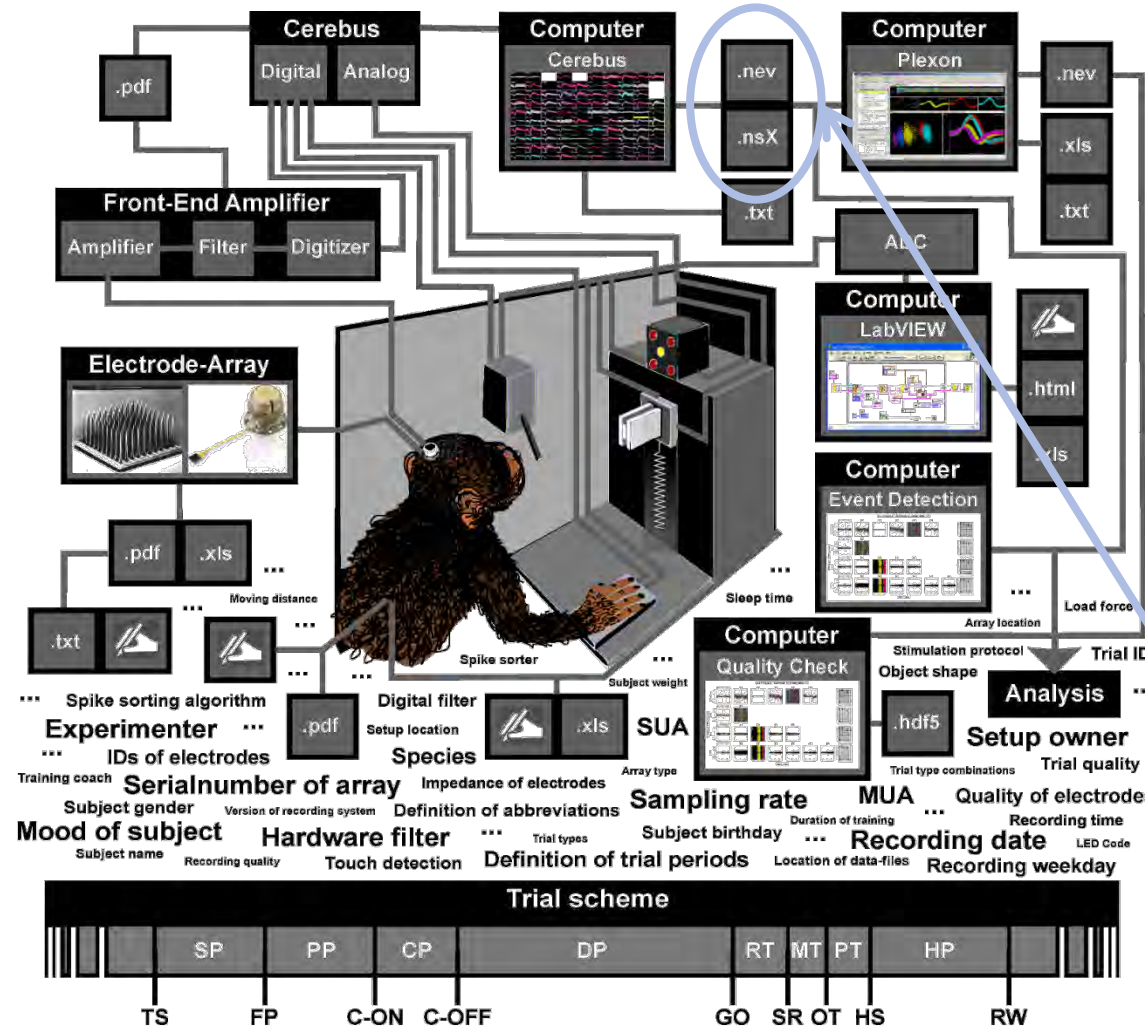 Cerebus
Digital
Analog
.pdf
Computer
Cerebus
.nev
.nsX
.txt
Computer
Plexon
.nev
.xls
.txt
Front-End Amplifier
Amplifier
Filter
Digitizer
ADC
Computer
LabVIEW
.html
.xls
Electrode-Array
Computer
Event Detection
.pdf
.xls
...
Moving distance
...
Sleep time
...
Load force
Array location
.txt
...
Computer
Quality Check
Stimulation protocol
Trial ID
Spike sorter
...
Subject weight
Object shape
Analysis
...
... Spike sorting algorithm
...
...
Digital filter
.pdf
Setup location
.xls
SUA
.hdf5
Experimenter
...
Setup owner
... IDs of electrodes
Species
Array type
Trial type combinations
Trial quality
Training coach
Serialnumber of array
Impedance of electrodes
Sampling rate
MUA
...
Quality of electrode
Subject gender
Version of recording system
Definition of abbreviations
Duration of training
Recording time
Mood of subject
Hardware filter
...
Trial types
Subject birthday
...
Recording date
LED Code
Subject name
Recording quality
Touch detection
Definition of trial periods
Location of data-files
Recording weekday
Trial scheme
SP PP CP DP RT MT PT HP
TS FP C-ON C-OFF GO SR OT HS RW